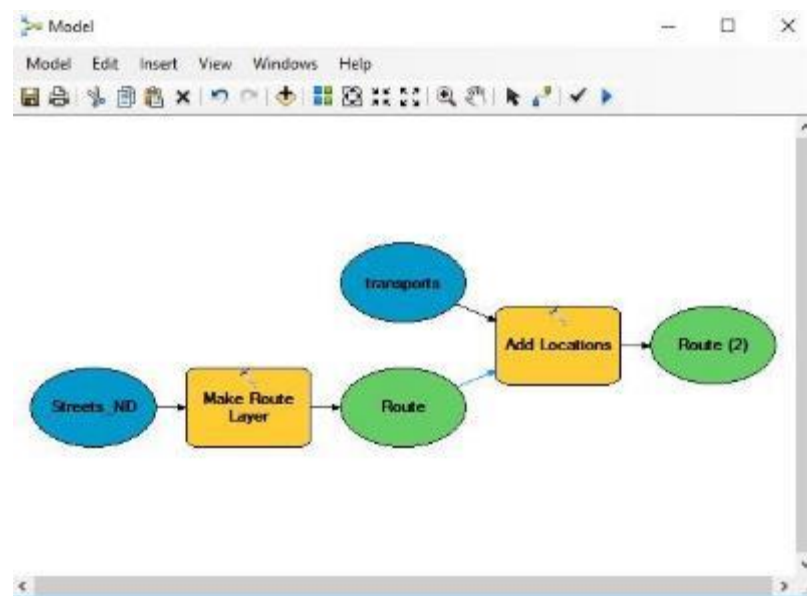 Model
Model Edit Insert View Windows Help
transports
Add Locations
Route (2)
Streets_ND
Make Route
Layer
Route